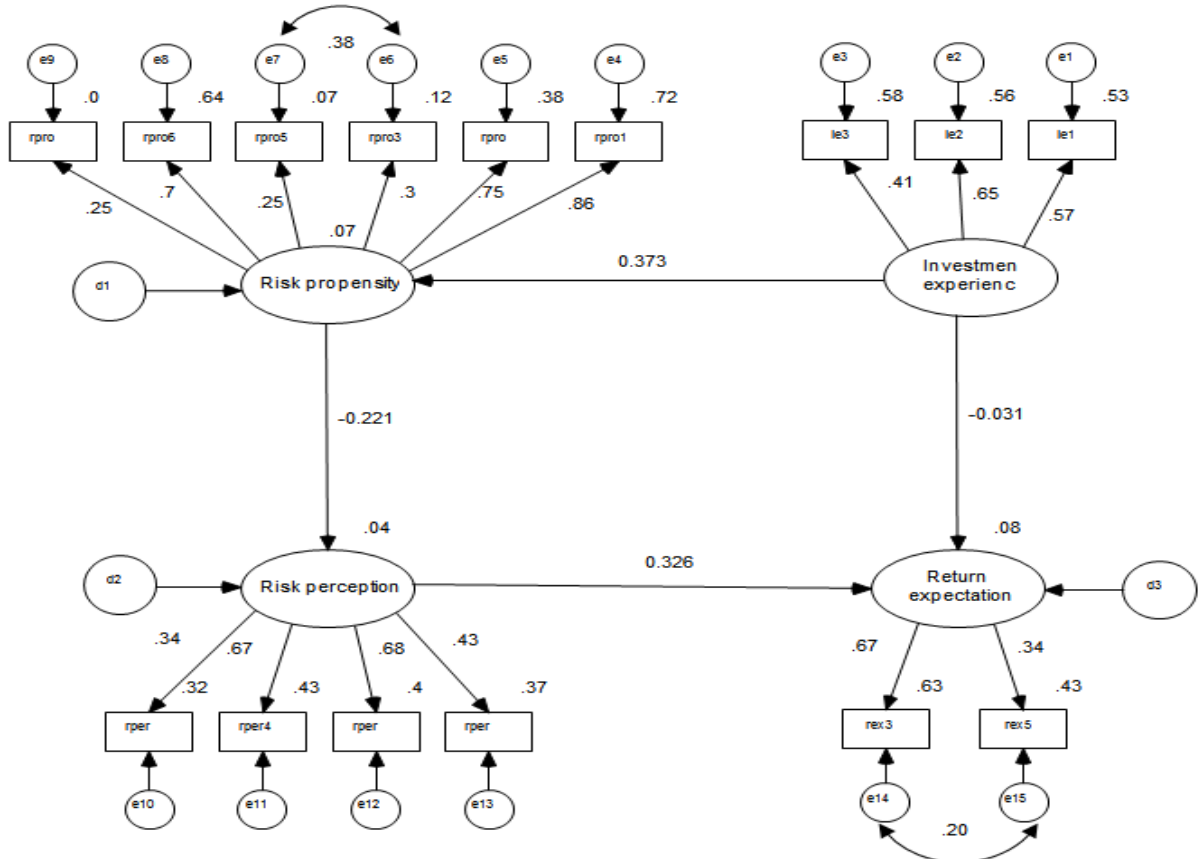 .38
e9
e8
e7
e6
e5
e4
e3
e2
e1
.0
.64
.07
.12
.38
.72
.58
.56
.53
rpro
rpro6
rpro5
rpro3
rpro
rpro1
le3
le2
le1
.25
.7
.25
.3
.75
.86
.41
.65
.57
.07
0.373
d1
Risk propensity
Investmen
experienc
-0.221
-0.031
.04
.08
0.326
d2
Risk perception
Return
expectation
d3
.34
.67
.68
.43
.67
.34
.32
.43
.4
.37
.63
.43
rper
rper4
rper
rper
rex3
rex5
e10
e11
e12
e13
e14
e15
.20